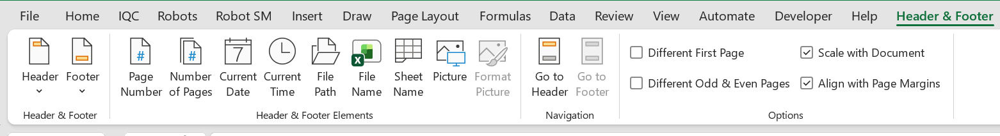 File Home IQC Robots Robot SM Insert Draw Page Layout Formulas Data Review View Automate Developer Help Header & Footer
# # 7 X
Header Footer Page Number Number of Pages Current Date Current Time File Path File Name Sheet Name Picture Format Picture Go to Header Go to Footer
Different First Page Scale with Document
Different Odd & Even Pages Align with Page Margins
Header & Footer Header & Footer Elements Navigation Options